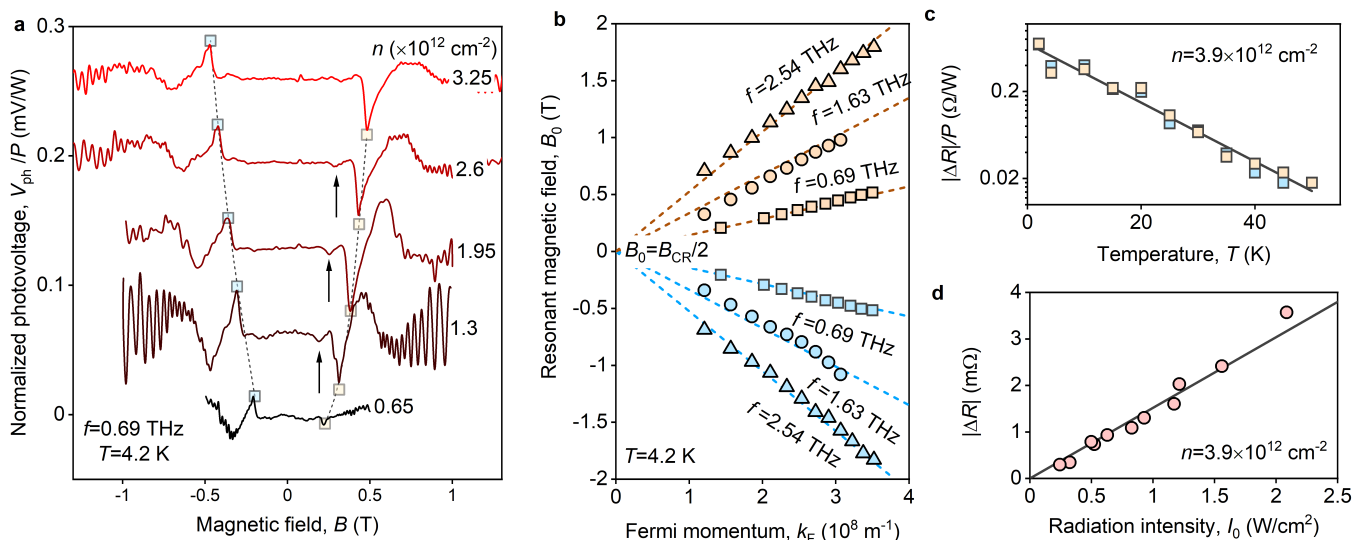 a
Normalized photovoltage, Vph/P (mV/W)
0.3
0.2
0.1
0
n (×10¹² cm⁻²)
3.25
2.6
1.95
1.3
0.65
f=0.69 THz
T=4.2 K
-1
-0.5
0
0.5
1
Magnetic field, B (T)
b
Resonant magnetic field, B₀ (T)
2
1.5
1
0.5
0
-0.5
-1
-1.5
-2
f=2.54 THz
f=1.63 THz
f=0.69 THz
B₀=BCR/2
f=0.69 THz
f=1.63 THz
f=2.54 THz
T=4.2 K
0
1
2
3
4
Fermi momentum, kF (10⁸ m⁻¹)
c
|ΔR|/P (Ω/W)
0.2
0.02
n=3.9×10¹² cm⁻²
0
20
40
Temperature, T (K)
d
|ΔR| (mΩ)
4
3
2
1
0
n=3.9×10¹² cm⁻²
0
0.5
1
1.5
2
2.5
Radiation intensity, I₀ (W/cm²)